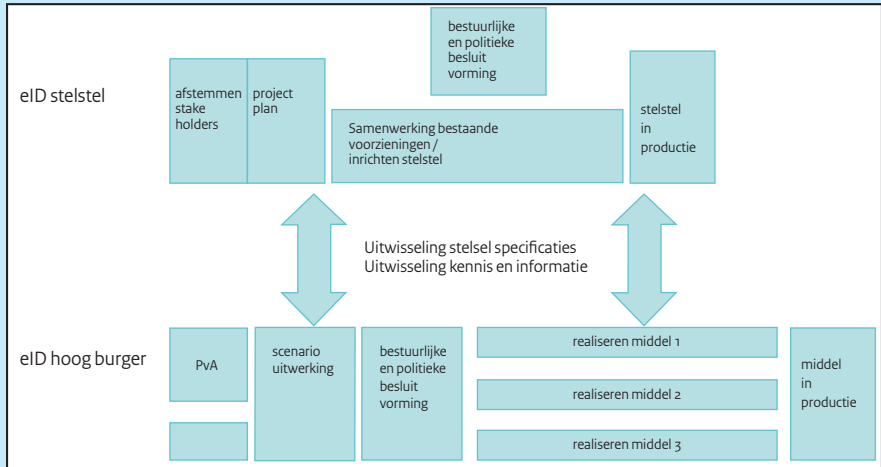 bestuurlijke
en politieke
besluit
vorming
eID stelstel
afstemmen
stake
holders
project
plan
Samenwerking bestaande
voorzieningen /
inrichten stelstel
stelstel
in
productie
Uitwisseling stelsel specificaties
Uitwisseling kennis en informatie
eID hoog burger
PvA
scenario
uitwerking
bestuurlijke
en politieke
besluit
vorming
realiseren middel 1
realiseren middel 2
realiseren middel 3
middel
in
productie